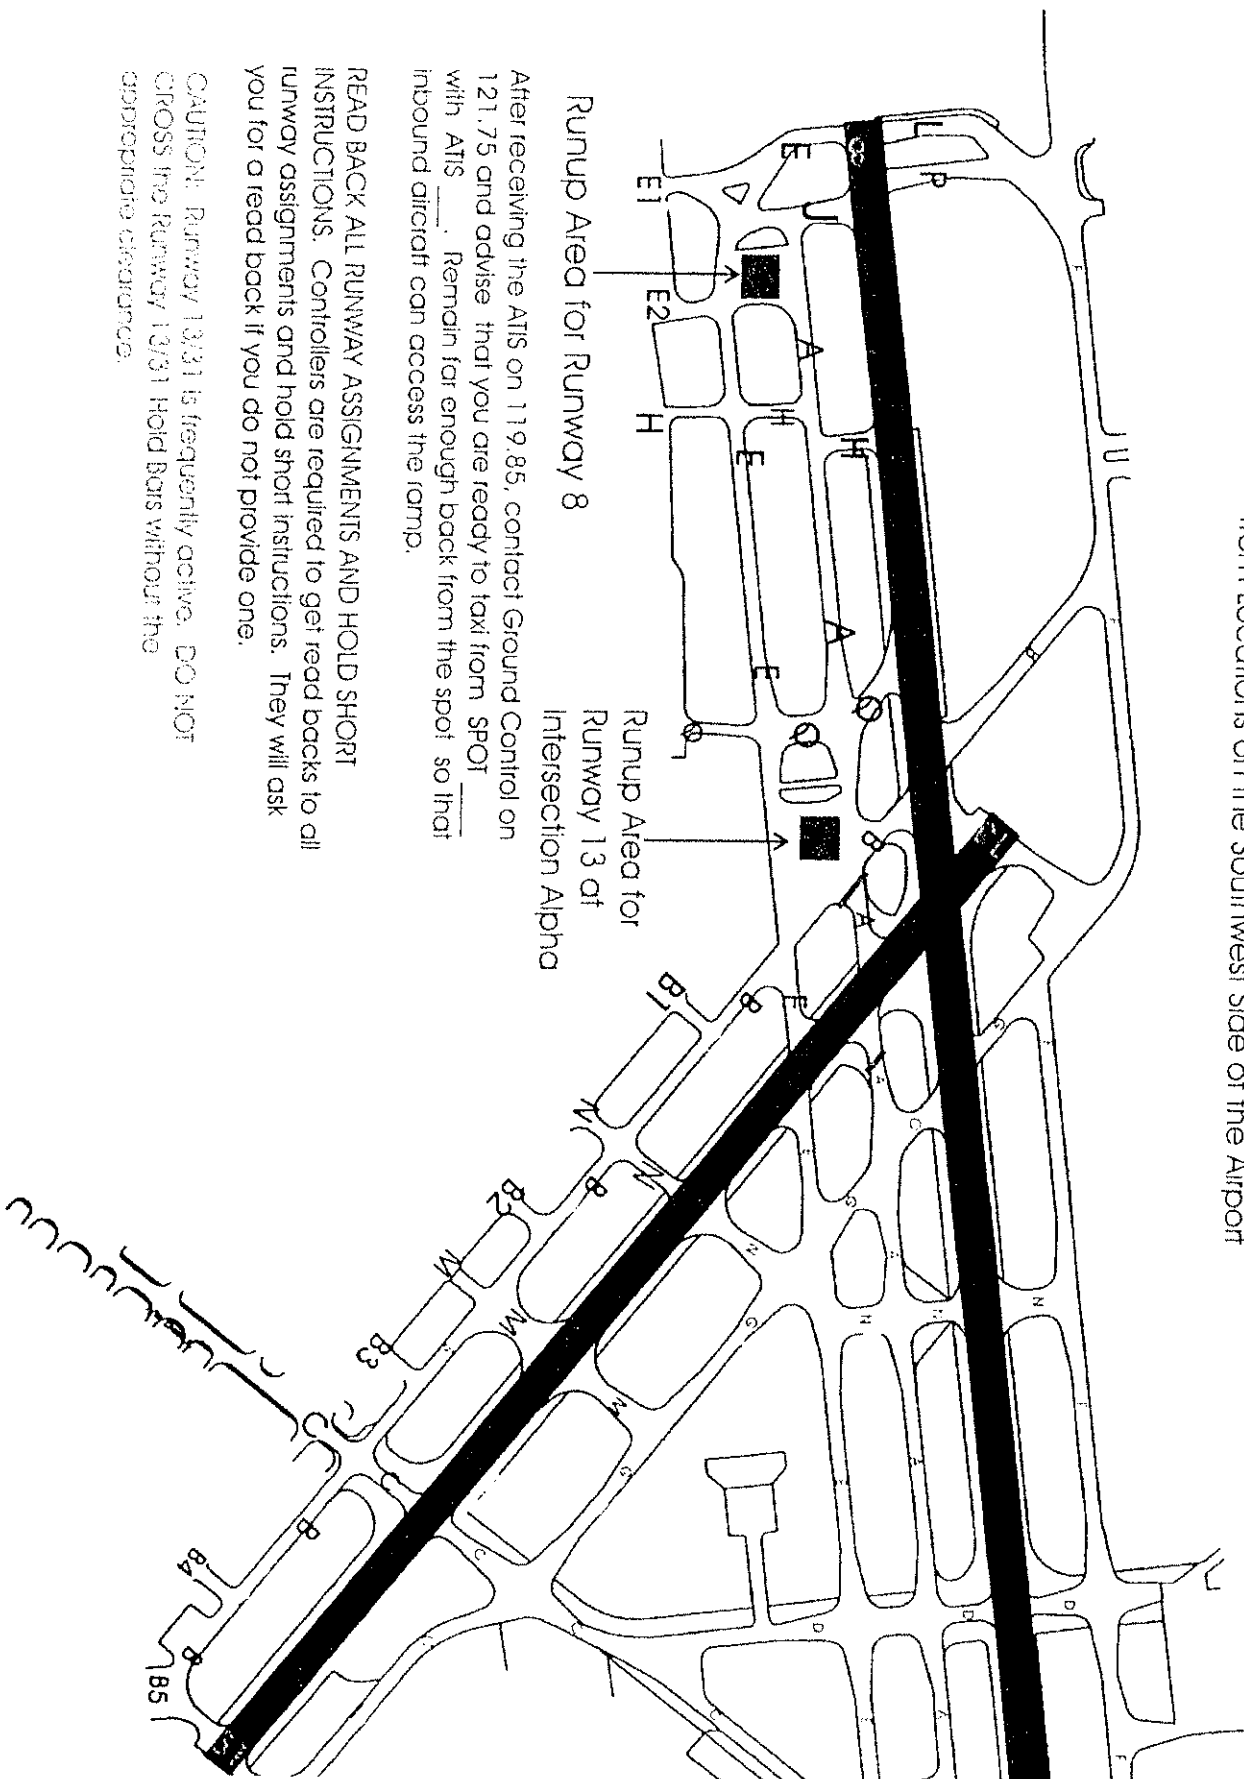 from Locations on the Southwest Side of the Airport
U
L
P
8
E
J
E1
E2
A
H
H
H
E
A
E
F
Runup Area for Runway 8
Runup Area for
Runway 13 at
Intersection Alpha
After receiving the ATIS on 119.85, contact Ground Control on
121.75 and advise that you are ready to taxi from SPOT
____ with ATIS ___. Remain far enough back from the spot so that
inbound aircraft can access the ramp.
READ BACK ALL RUNWAY ASSIGNMENTS AND HOLD SHORT
INSTRUCTIONS. Controllers are required to get read backs to all
runway assignments and hold short instructions. They will ask
you for a read back if you do not provide one.
CAUTION: Runway 13/31 is frequently active. DO NOT
CROSS the Runway 13/31 Hold Bars without the
appropriate clearance.
B
A
E
B1
B
G
A
C
G
N
N
B
B2
N
G
N
N
M
M
B3
M
G
C
C
C
B
B4
B
B5
D
D
D
A
F